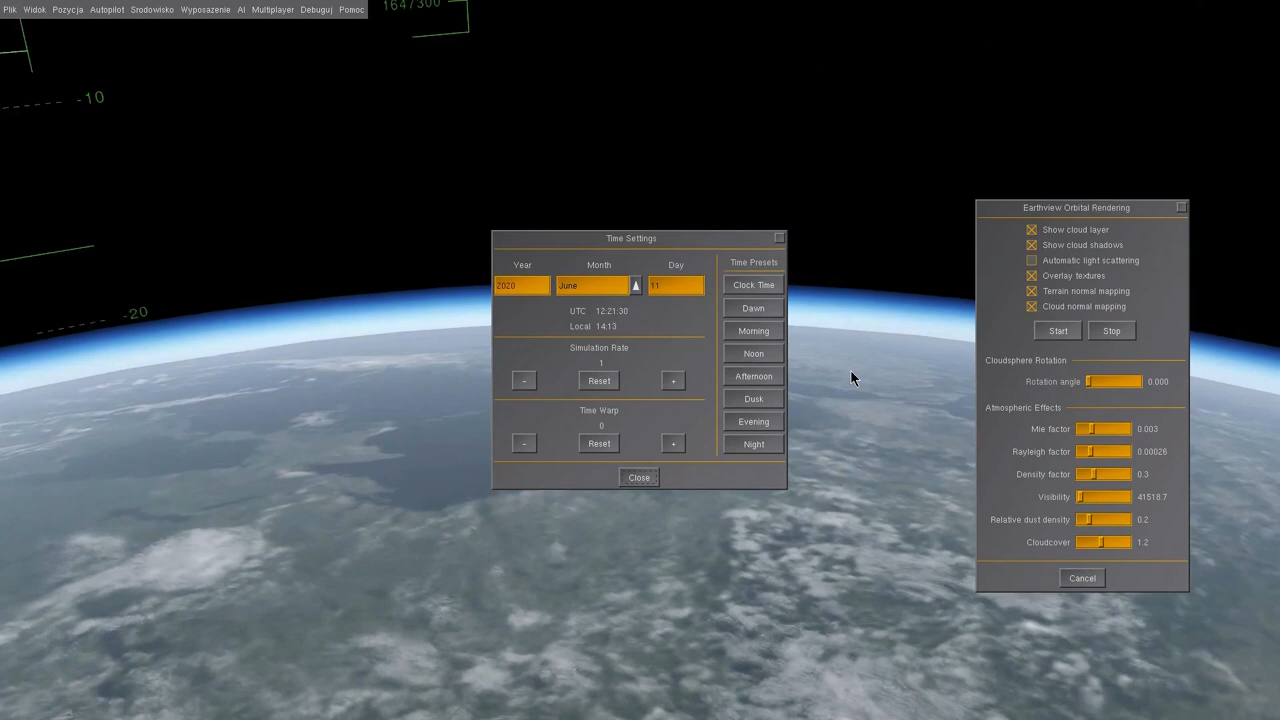 Plik Widok Pozycja Autopilot Srodowisko Wyposazenie AI Multiplayer Debuguj Pomoc
1647300
-10
-20
Time Settings
Year Month Day
2020 June 11
UTC 12:21:30
Local 14:13
Simulation Rate
1
- Reset +
Time Warp
0
- Reset +
Time Presets
Clock Time
Dawn
Morning
Noon
Afternoon
Dusk
Evening
Night
Close
Earthview Orbital Rendering
Show cloud layer
Show cloud shadows
Automatic light scattering
Overlay textures
Terrain normal mapping
Cloud normal mapping
Start Stop
Cloudsphere Rotation
Rotation angle 0.000
Atmospheric Effects
Mie factor 0.003
Rayleigh factor 0.00026
Density factor 0.3
Visibility 41518.7
Relative dust density 0.2
Cloudcover 1.2
Cancel